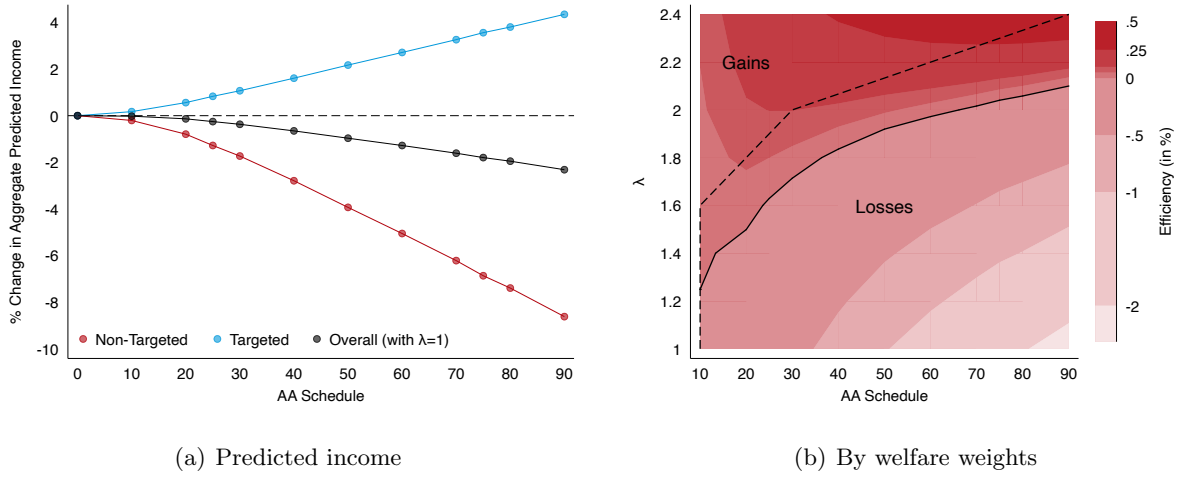 % Change in Aggregate Predicted Income
4
2
0
-2
-4
-6
-8
-10
Non-Targeted
Targeted
Overall (with λ=1)
0 10 20 30 40 50 60 70 80 90
AA Schedule
(a) Predicted income
λ
2.4
2.2
2
1.8
1.6
1.4
1.2
1
Gains
Losses
10 20 30 40 50 60 70 80 90
AA Schedule
.5
.25
0
-.5
-1
-2
Efficiency (in %)
(b) By welfare weights